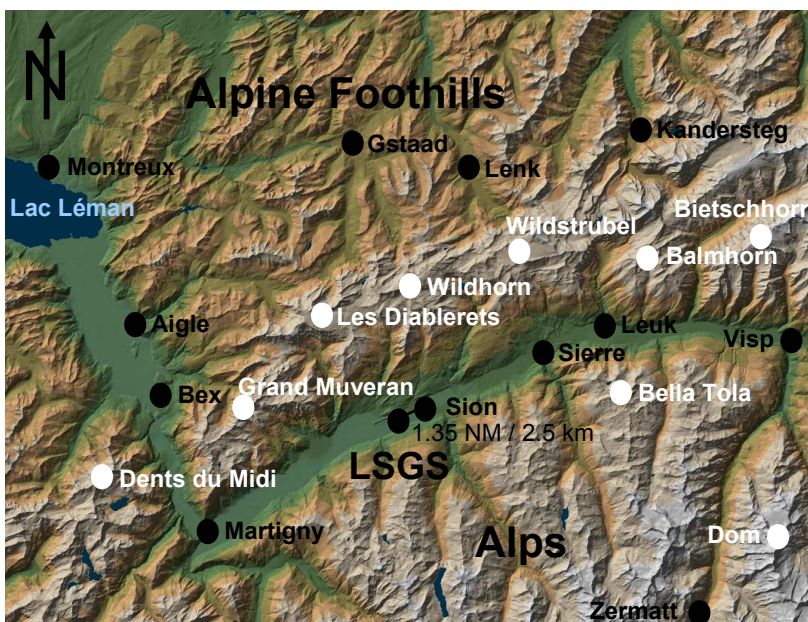 N
Alpine Foothills
Gstaad
Kandersteg
Montreux
Lenk
Lac Léman
Bietschhorn
Wildstrubel
Balmhorn
Wildhorn
Les Diablerets
Aigle
Leuk
Visp
Sierre
Grand Muveran
Bex
Bella Tola
Sion
1.35 NM / 2.5 km
LSGS
Dents du Midi
Martigny
Alps
Dom
Zermatt